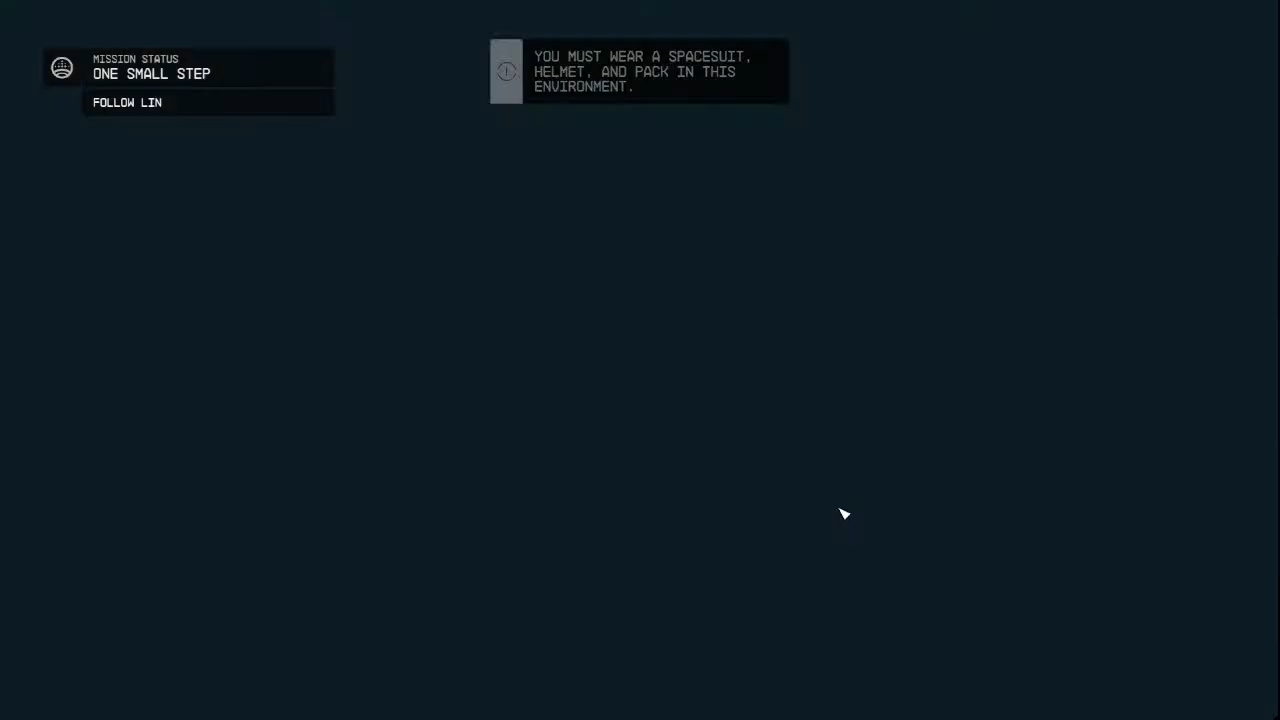 MISSION STATUS
ONE SMALL STEP
FOLLOW LIN
YOU MUST WEAR A SPACESUIT,
HELMET, AND PACK IN THIS
ENVIRONMENT.